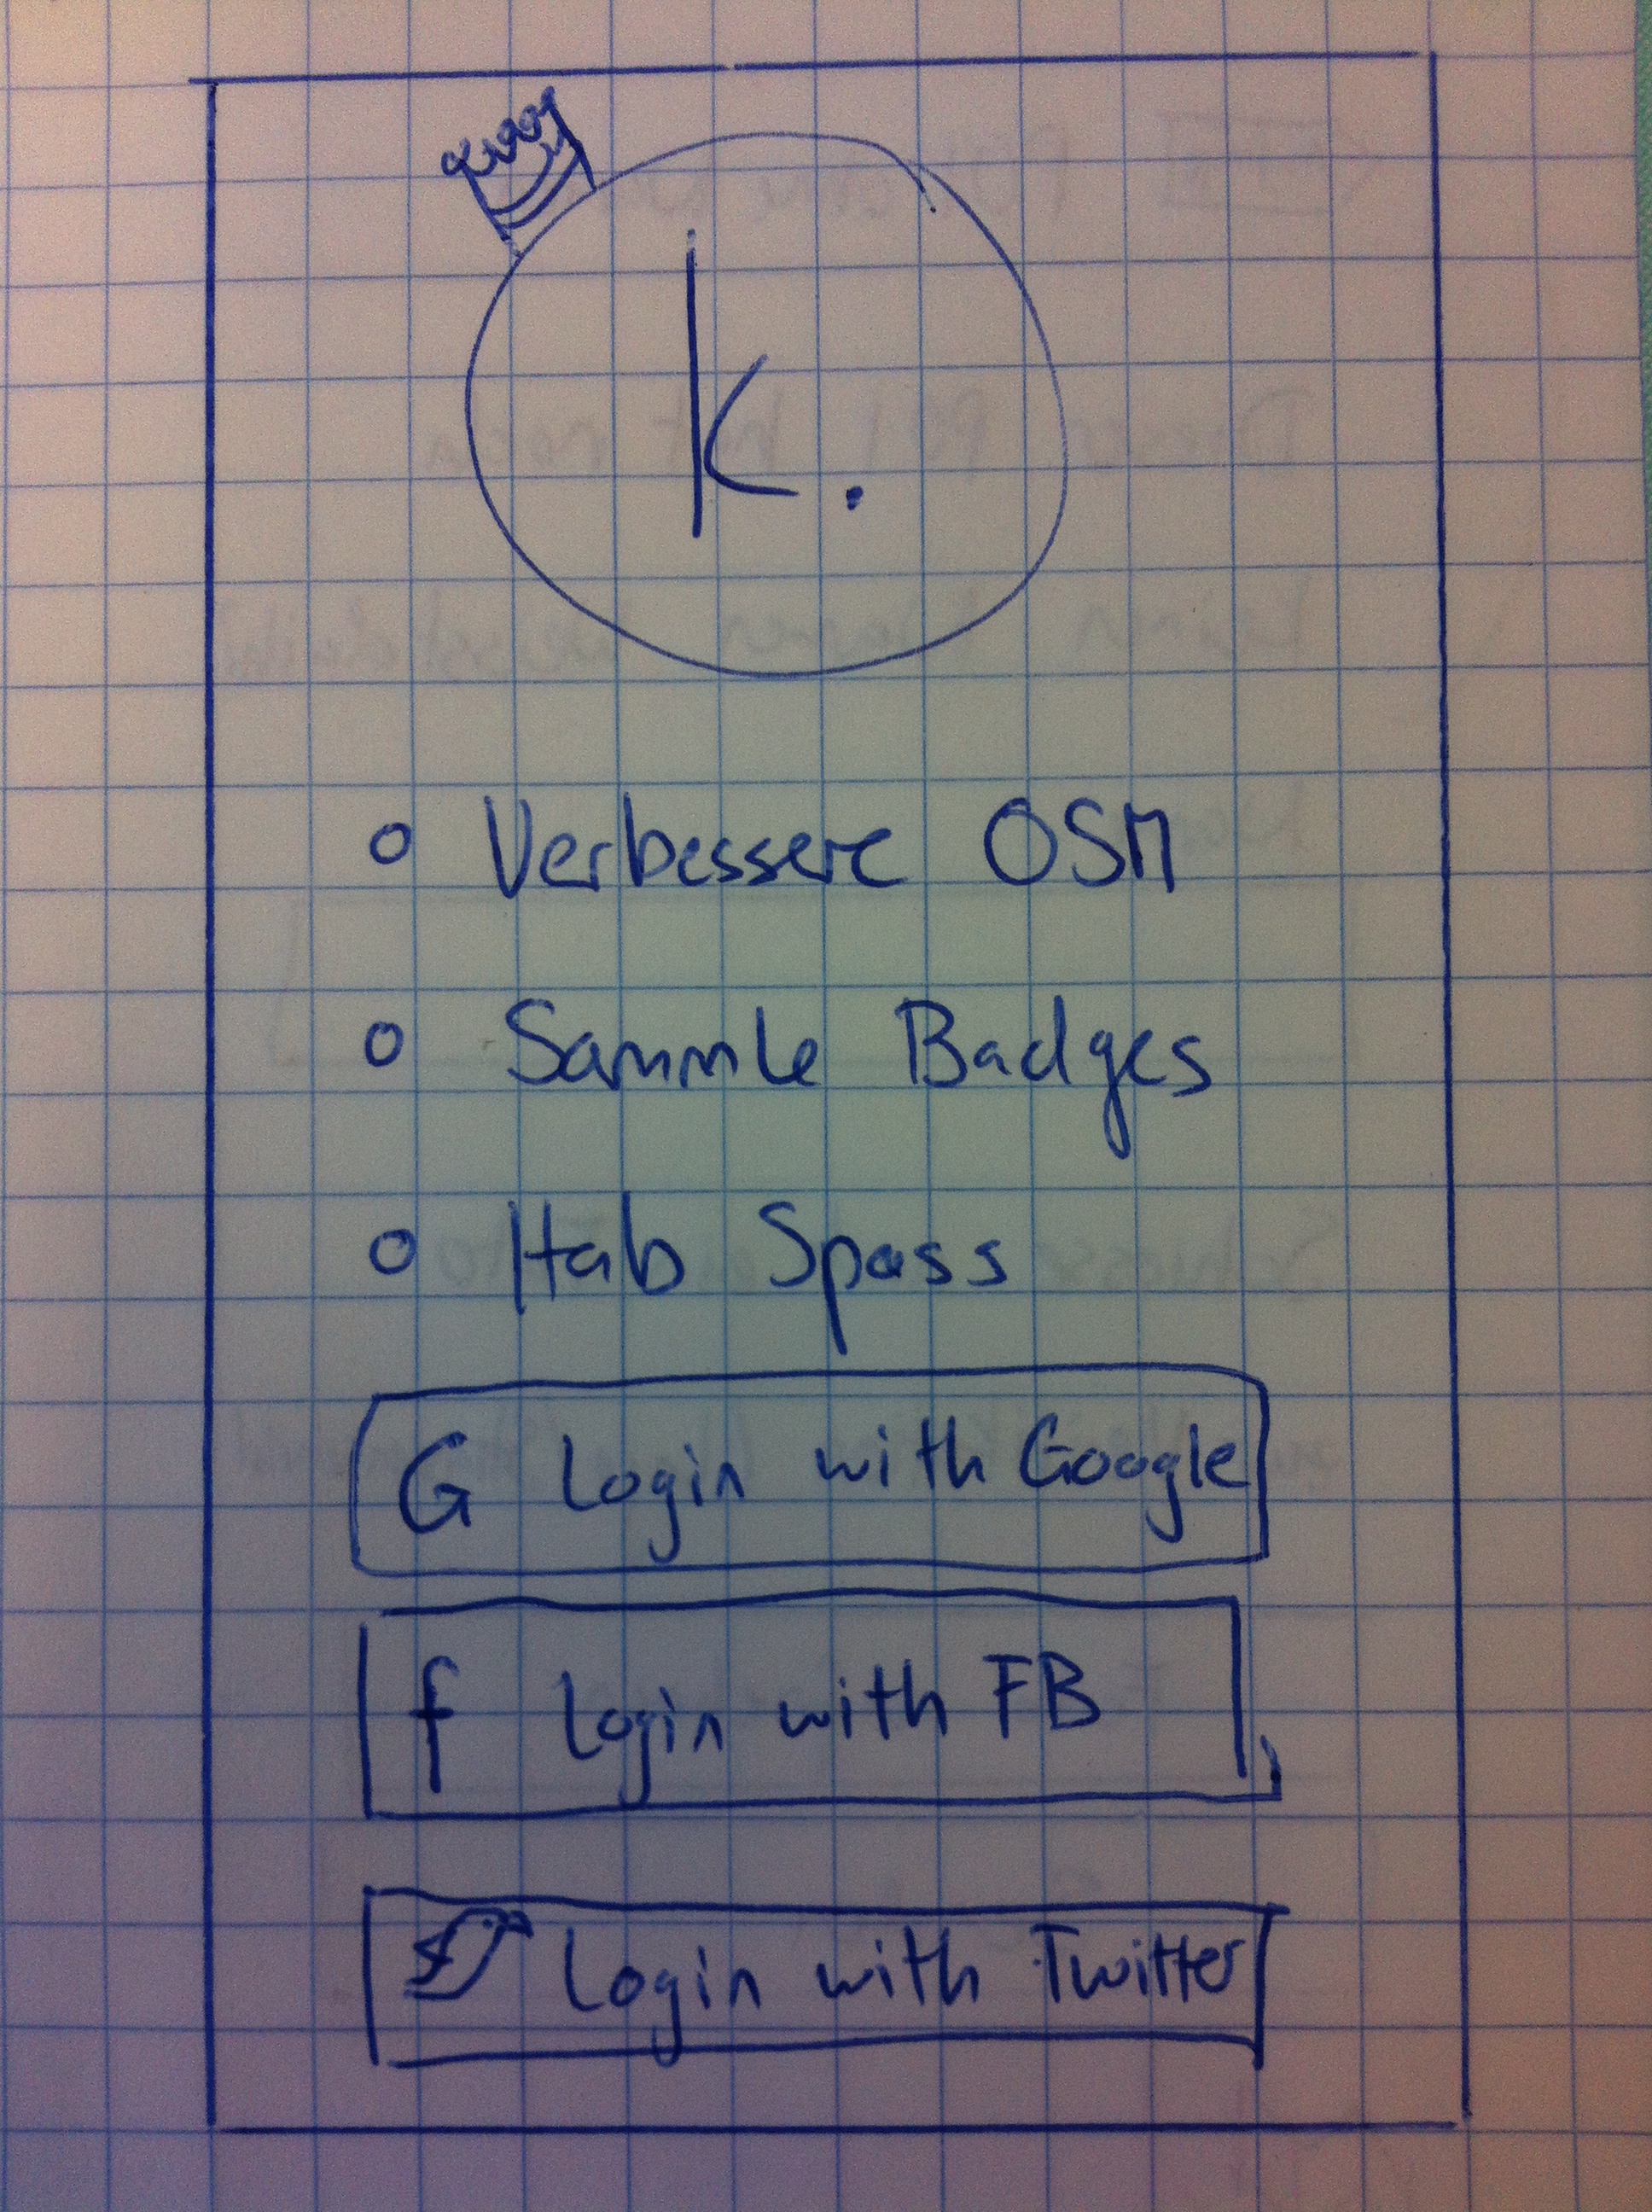 K.
Verbessere OSM
Sammle Badges
Hab Spass
G Login with Google
f Login with FB
Login with Twitter